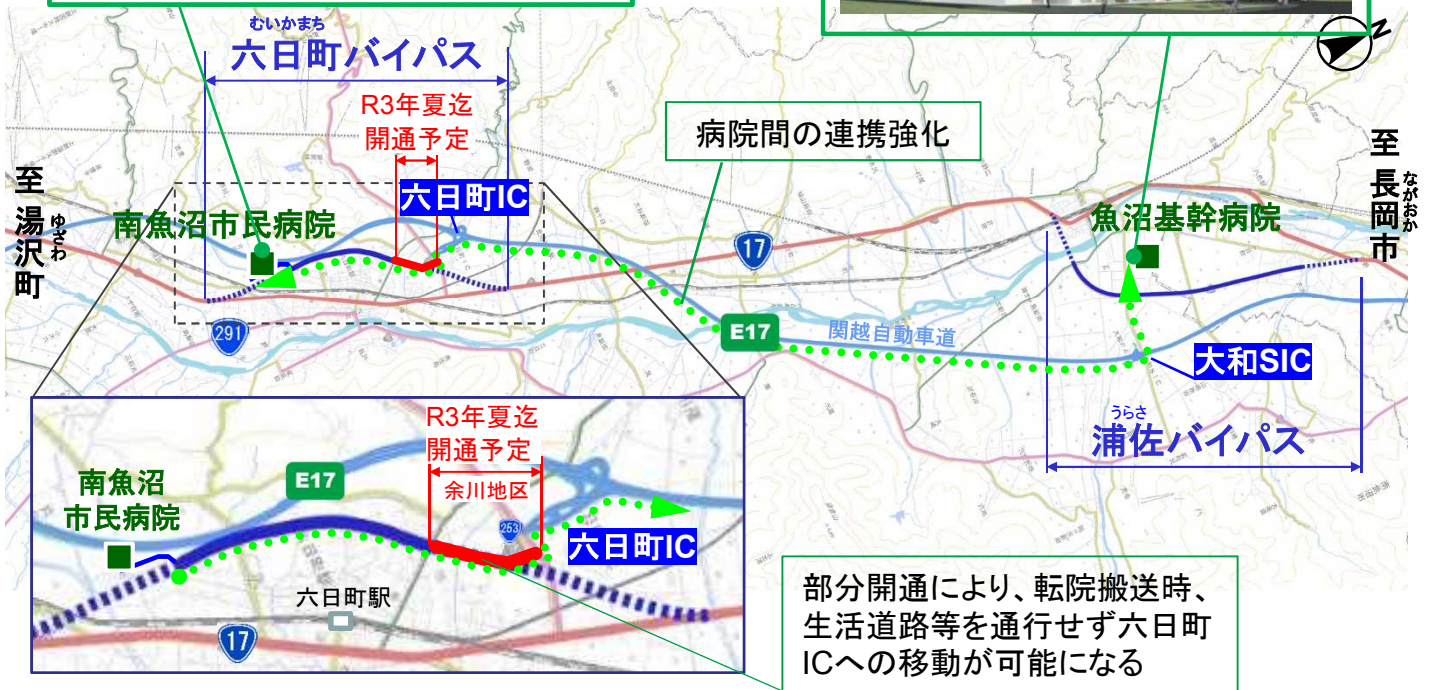 むいかまち
六日町バイパス
R3年夏迄
開通予定
病院間の連携強化
N
至
湯沢町
ゆざわ
南魚沼市民病院
六日町IC
17
魚沼基幹病院
至
長岡市
ながおか
291
E17
関越自動車道
大和SIC
うらさ
浦佐バイパス
R3年夏迄
開通予定
余川地区
南魚沼
市民病院
E17
253
六日町IC
六日町駅
17
部分開通により、転院搬送時、
生活道路等を通行せず六日町
ICへの移動が可能になる